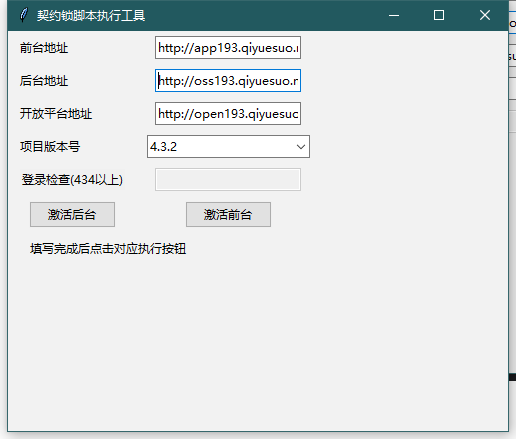 契约锁脚本执行工具
前台地址 http://app193.qiyuesuo.
后台地址 http://oss193.qiyuesuo.
开放平台地址 http://open193.qiyuesuo
项目版本号 4.3.2
登录检查(434以上)
激活后台 激活前台
填写完成后点击对应执行按钮